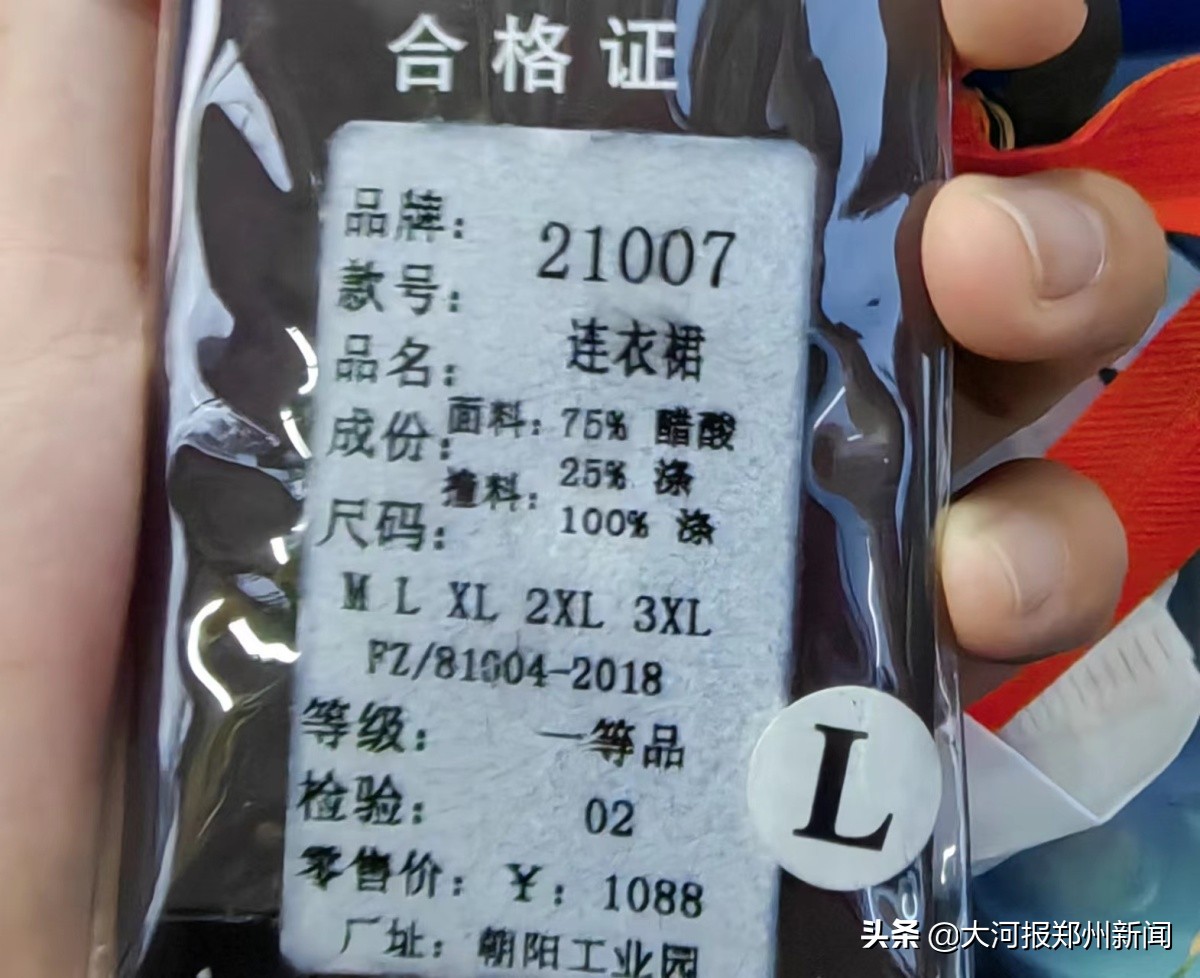 合格证
品牌：
款号： 21007
品名： 连衣裙
成份： 面料： 75% 醋酸
25% 涤
撞料： 100% 涤
尺码：
M L XL 2XL 3XL
FZ/81004-2018
等级： 一等品
检验： 02
零售价： ¥：1088
厂址：朝阳工业园
L
头条 @大河报郑州新闻